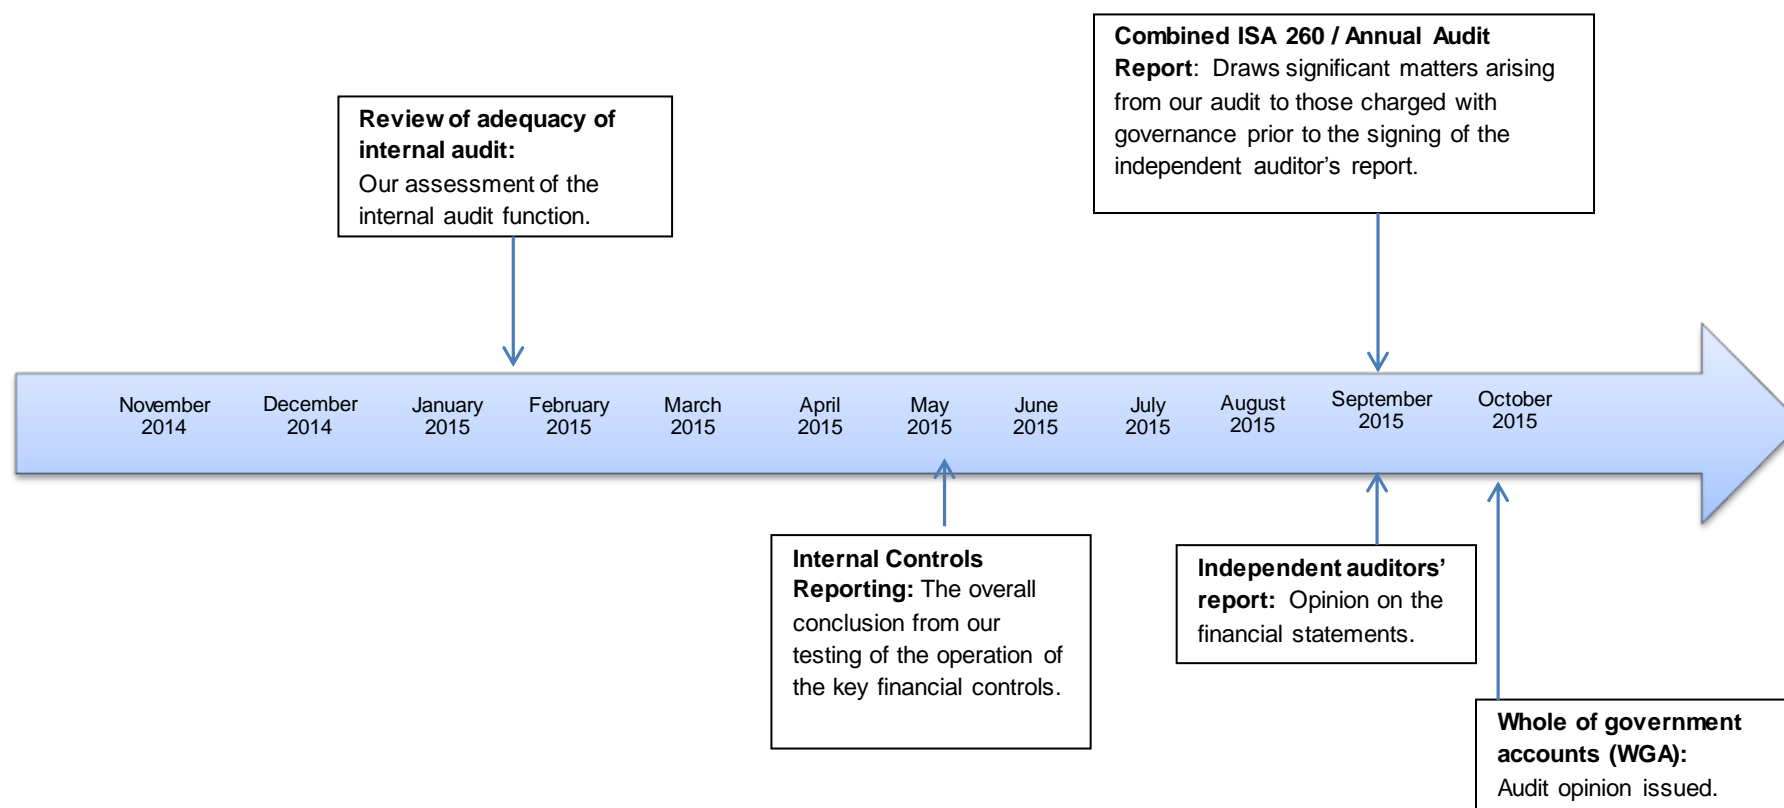 Combined ISA 260 / Annual Audit
Report:  Draws significant matters arising
from our audit to those charged with
governance prior to the signing of the
independent auditor’s report.
Review of adequacy of
internal audit:
Our assessment of the
internal audit function.
November
2014
December
2014
January
2015
February
2015
March
2015
April
2015
May
2015
June
2015
July
2015
August
2015
September
2015
October
2015
Internal Controls
Reporting: The overall
conclusion from our
testing of the operation of
the key financial controls.
Independent auditors’
report:  Opinion on the
financial statements.
Whole of government
accounts (WGA):
Audit opinion issued.